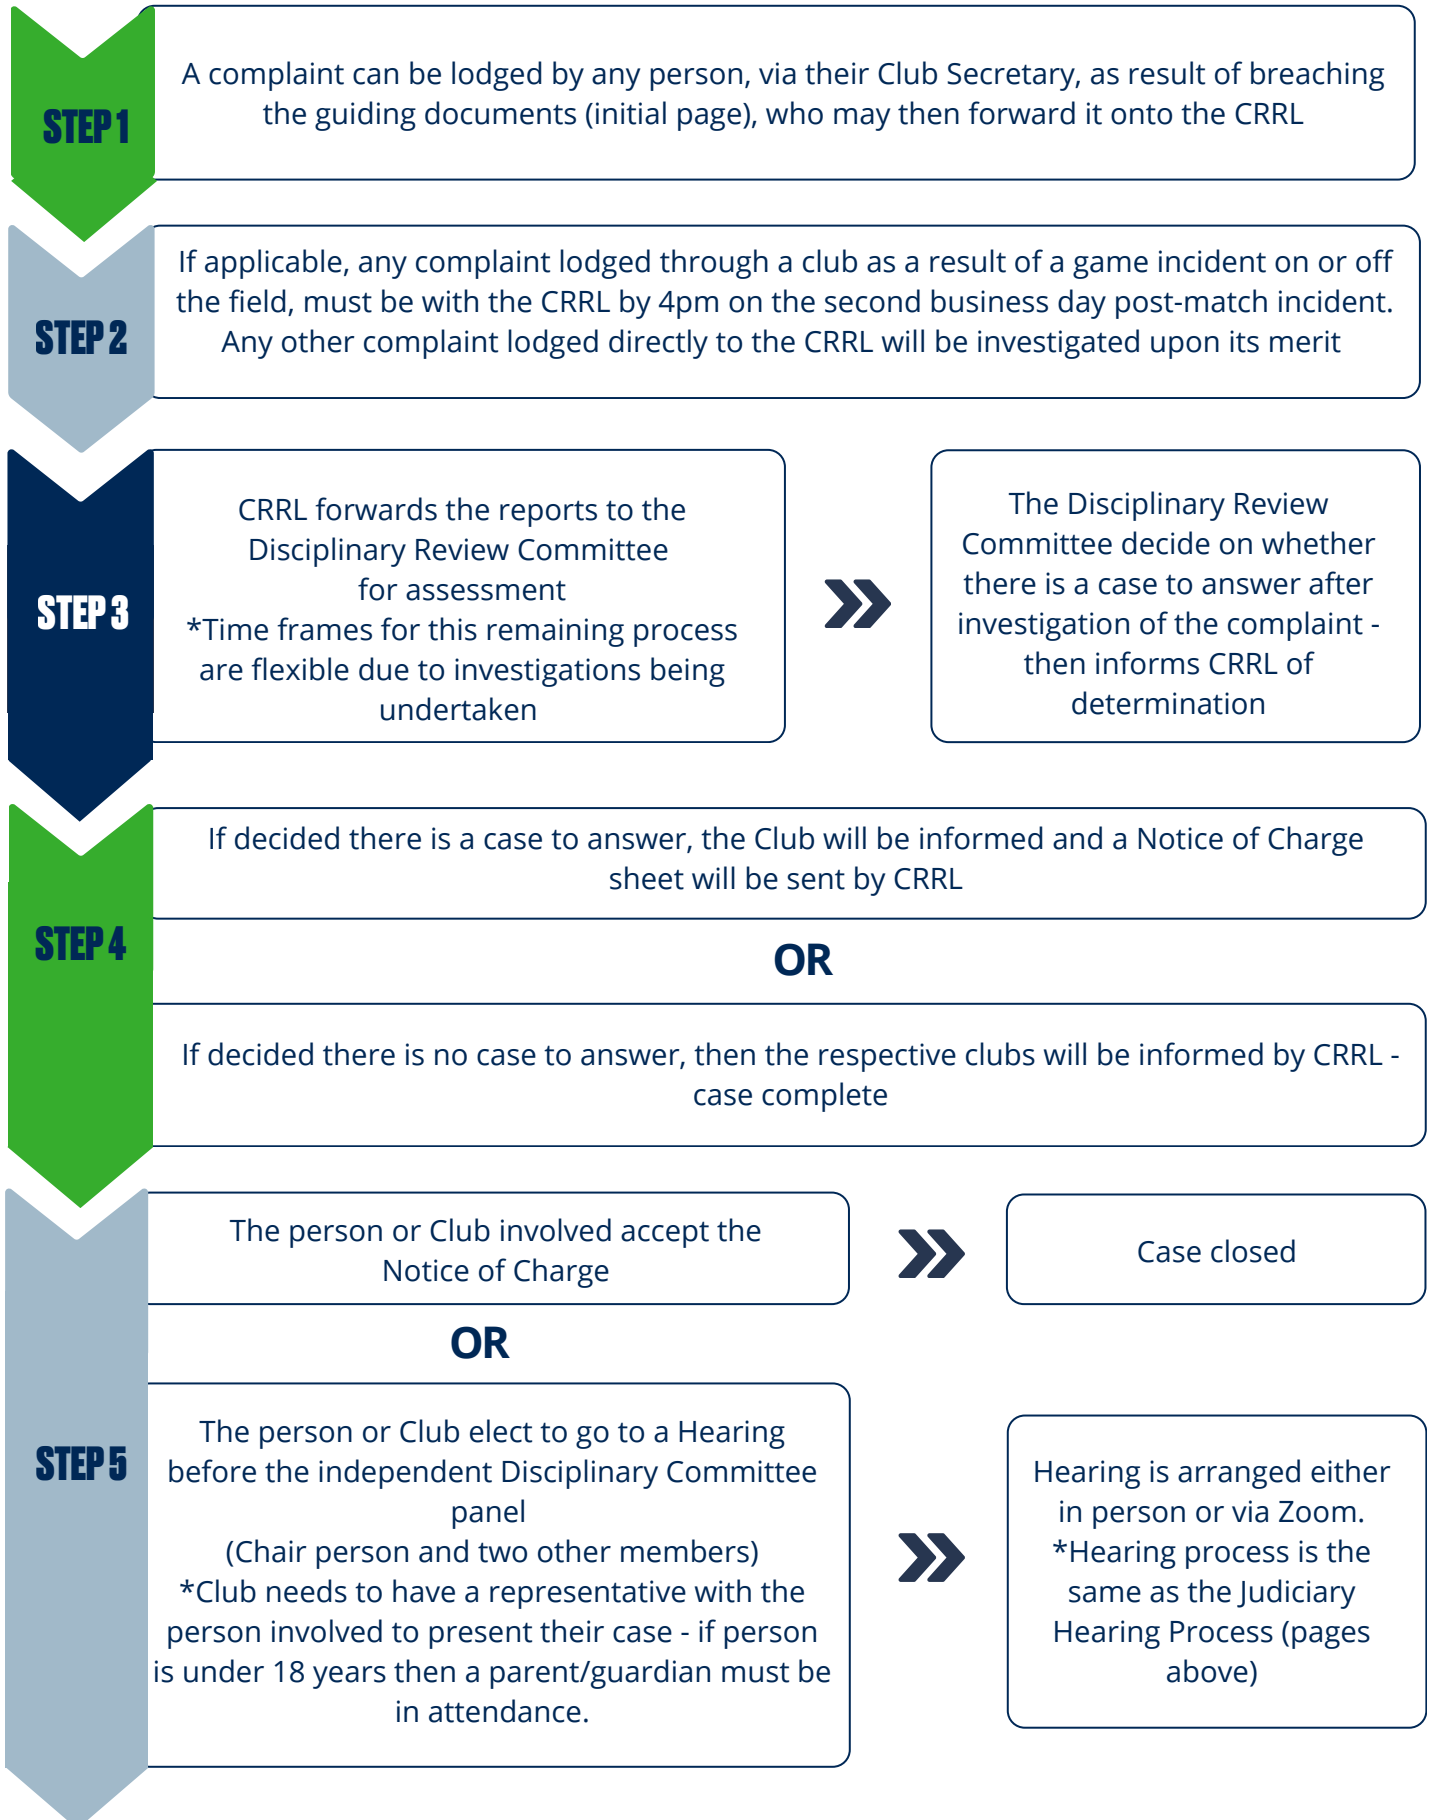 STEP 1
A complaint can be lodged by any person, via their Club Secretary, as result of breaching
the guiding documents (initial page), who may then forward it onto the CRRL
STEP 2
If applicable, any complaint lodged through a club as a result of a game incident on or off
the field, must be with the CRRL by 4pm on the second business day post-match incident.
Any other complaint lodged directly to the CRRL will be investigated upon its merit
STEP 3
CRRL forwards the reports to the
Disciplinary Review Committee
for assessment
*Time frames for this remaining process
are flexible due to investigations being
undertaken
The Disciplinary Review
Committee decide on whether
there is a case to answer after
investigation of the complaint -
then informs CRRL of
determination
STEP 4
If decided there is a case to answer, the Club will be informed and a Notice of Charge
sheet will be sent by CRRL
OR
If decided there is no case to answer, then the respective clubs will be informed by CRRL -
case complete
STEP 5
The person or Club involved accept the
Notice of Charge
Case closed
OR
The person or Club elect to go to a Hearing
before the independent Disciplinary Committee
panel
(Chair person and two other members)
*Club needs to have a representative with the
person involved to present their case - if person
is under 18 years then a parent/guardian must be
in attendance.
Hearing is arranged either
in person or via Zoom.
*Hearing process is the
same as the Judiciary
Hearing Process (pages
above)